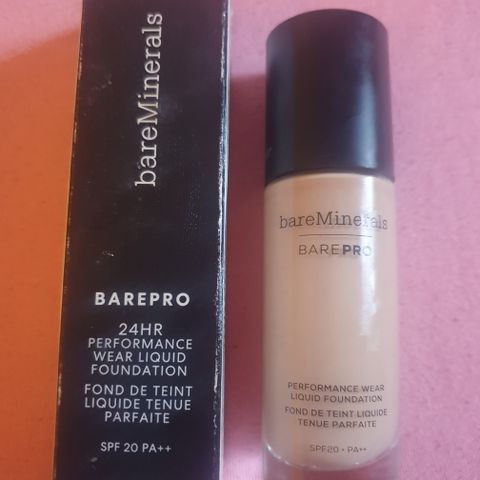 bareMinerals
BAREPRO
24HR
PERFORMANCE
WEAR LIQUID
FOUNDATION
FOND DE TEINT
LIQUIDE TENUE
PARFAITE
SPF 20 PA++
bareMinerals
BAREPRO
PERFORMANCE WEAR
LIQUID FOUNDATION
FOND DE TEINT LIQUIDE
TENUE PARFAITE
SPF20 • PA++